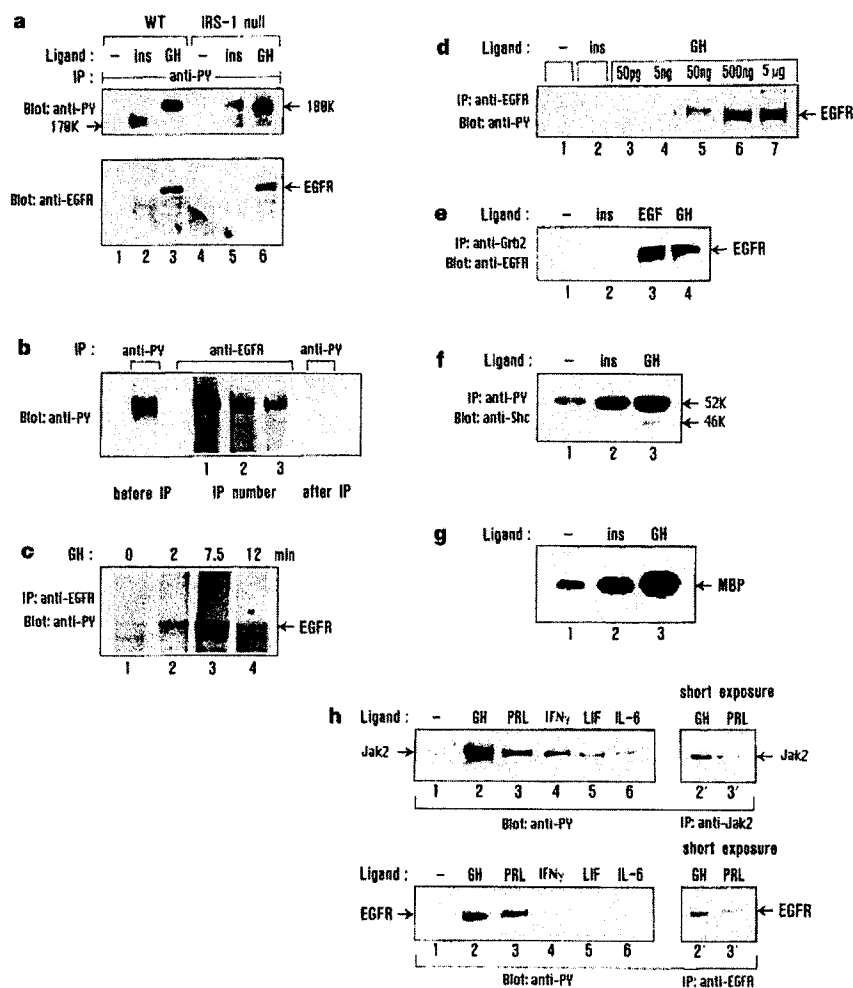 a
WT IRS-1 null
Ligand : – ins GH – ins GH
IP : anti-PY
Blot: anti-PY
170K
180K
Blot: anti-EGFR
EGFR
1 2 3 4 5 6
b
IP : anti-PY anti-EGFR anti-PY
Blot: anti-PY
1 2 3
before IP IP number after IP
c
GH : 0 2 7.5 12 min
IP: anti-EGFR
Blot: anti-PY
EGFR
1 2 3 4
d
Ligand : – ins GH
50pg 5ng 50ng 500ng 5 µg
IP: anti-EGFR
Blot: anti-PY
EGFR
1 2 3 4 5 6 7
e
Ligand : – ins EGF GH
IP: anti-Grb2
Blot: anti-EGFR
EGFR
1 2 3 4
f
Ligand : – ins GH
IP: anti-PY
Blot: anti-Shc
52K
46K
1 2 3
g
Ligand : – ins GH
MBP
1 2 3
h
short exposure
Ligand : – GH PRL IFNγ LIF IL-6 GH PRL
Jak2 Jak2
1 2 3 4 5 6 2' 3'
Blot: anti-PY IP: anti-Jak2
short exposure
Ligand : – GH PRL IFNγ LIF IL-6 GH PRL
EGFR EGFR
1 2 3 4 5 6 2' 3'
Blot: anti-PY IP: anti-EGFR